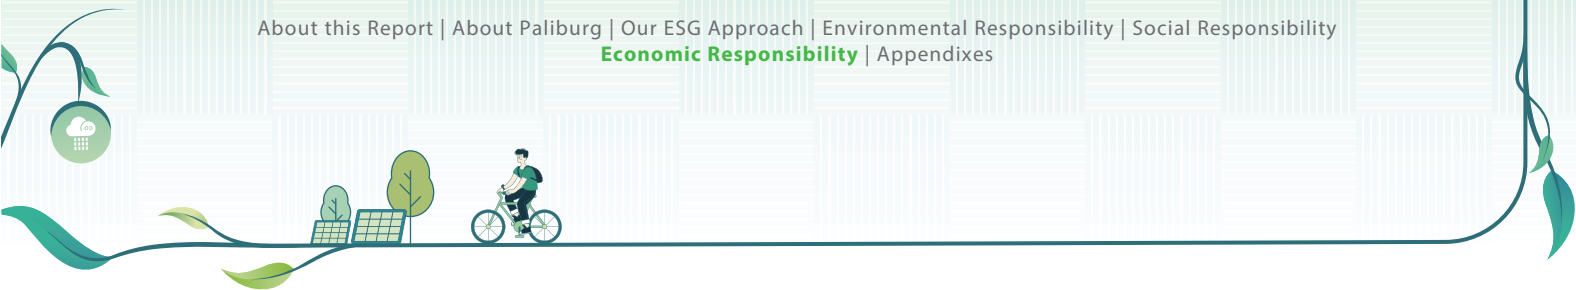 About this Report | About Paliburg | Our ESG Approach | Environmental Responsibility | Social Responsibility
Economic Responsibility | Appendixes